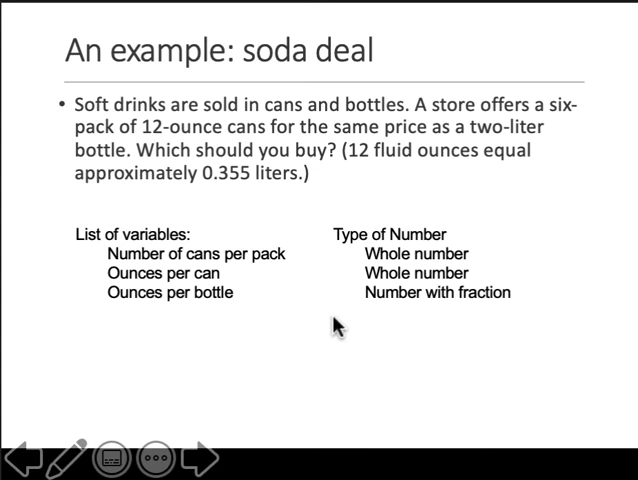 An example: soda deal
• Soft drinks are sold in cans and bottles. A store offers a six-
pack of 12-ounce cans for the same price as a two-liter
bottle. Which should you buy? (12 fluid ounces equal
approximately 0.355 liters.)
List of variables:
Number of cans per pack
Ounces per can
Ounces per bottle
Type of Number
Whole number
Whole number
Number with fraction